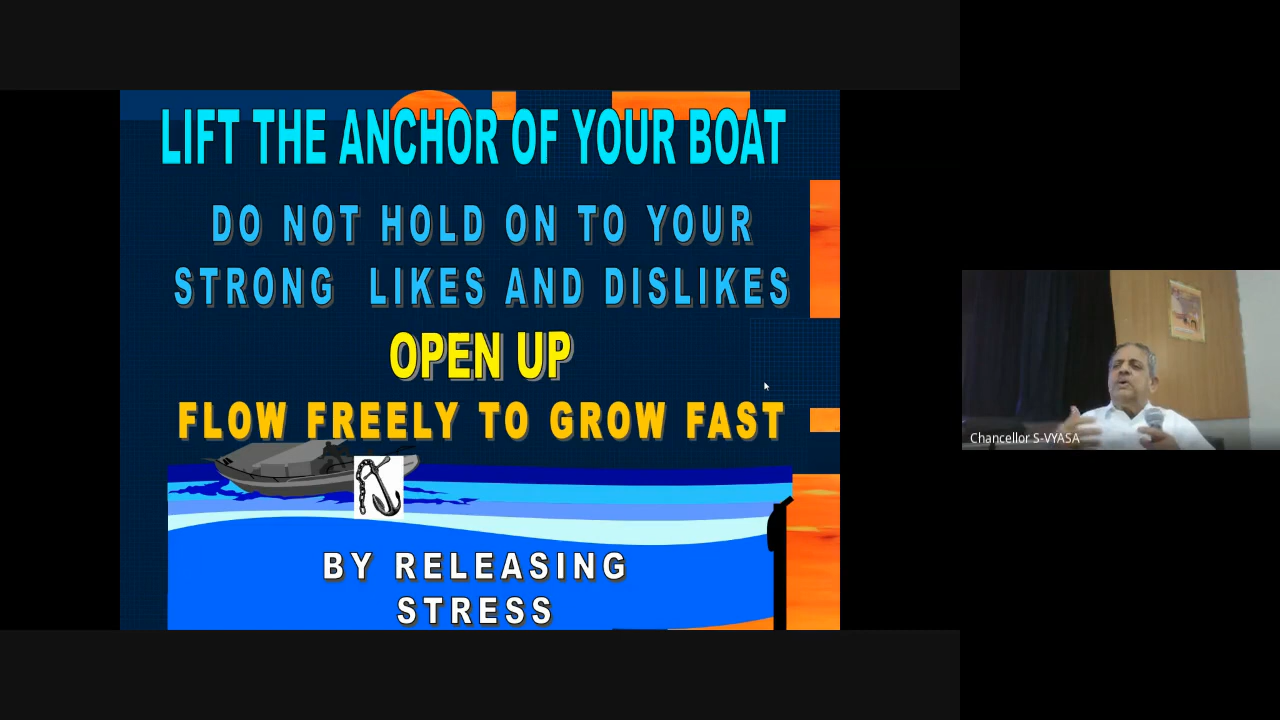 LIFT THE ANCHOR OF YOUR BOAT
DO NOT HOLD ON TO YOUR
STRONG LIKES AND DISLIKES
OPEN UP
FLOW FREELY TO GROW FAST
BY RELEASING
STRESS
Chancellor S-VYASA